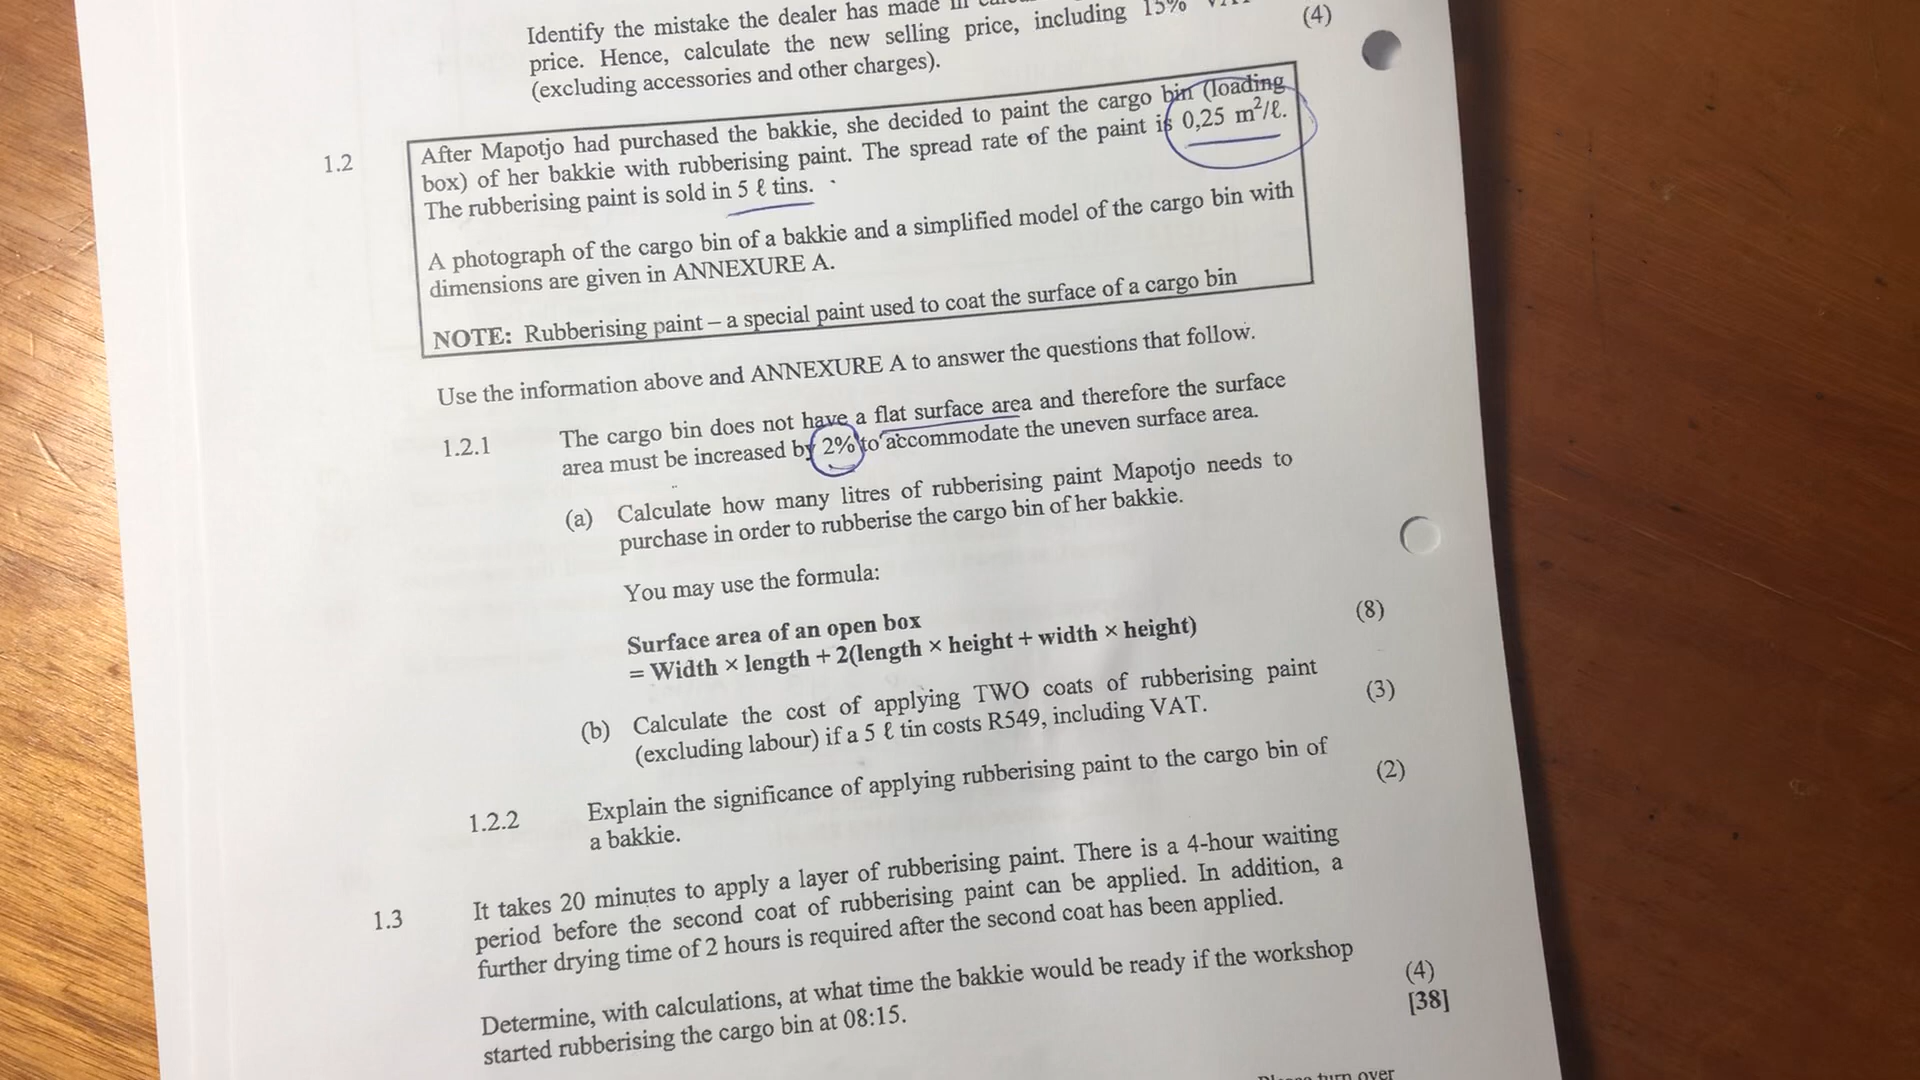 Identify the mistake the dealer has made in
price. Hence, calculate the new selling price, including 15% VAT
(excluding accessories and other charges). (4)
1.2 After Mapotjo had purchased the bakkie, she decided to paint the cargo bin (loading
box) of her bakkie with rubberising paint. The spread rate of the paint is 0,25 m²/ℓ.
The rubberising paint is sold in 5 ℓ tins.
A photograph of the cargo bin of a bakkie and a simplified model of the cargo bin with
dimensions are given in ANNEXURE A.
NOTE: Rubberising paint – a special paint used to coat the surface of a cargo bin
Use the information above and ANNEXURE A to answer the questions that follow.
1.2.1 The cargo bin does not have a flat surface area and therefore the surface
area must be increased by 2% to accommodate the uneven surface area.
(a) Calculate how many litres of rubberising paint Mapotjo needs to
purchase in order to rubberise the cargo bin of her bakkie.
You may use the formula:
Surface area of an open box
= Width × length + 2(length × height + width × height) (8)
(b) Calculate the cost of applying TWO coats of rubberising paint
(excluding labour) if a 5 ℓ tin costs R549, including VAT. (3)
1.2.2 Explain the significance of applying rubberising paint to the cargo bin of
a bakkie. (2)
1.3 It takes 20 minutes to apply a layer of rubberising paint. There is a 4-hour waiting
period before the second coat of rubberising paint can be applied. In addition, a
further drying time of 2 hours is required after the second coat has been applied.
Determine, with calculations, at what time the bakkie would be ready if the workshop
started rubberising the cargo bin at 08:15. (4)
[38]
turn over